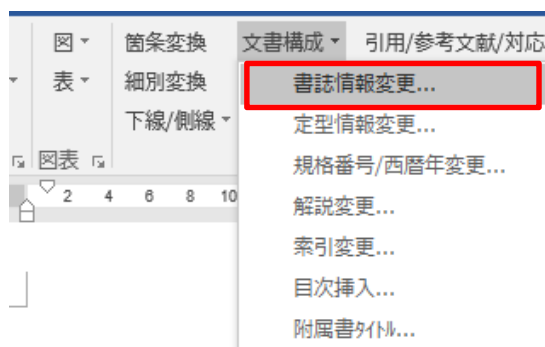 図 箇条変換 文書構成 引用/参考文献/対応
表 細別変換
下線/側線
図表
2 4 6 8 10
書誌情報変更...
定型情報変更...
規格番号/西暦年変更...
解説変更...
索引変更...
目次挿入...
附属書ﾀｲﾄﾙ...